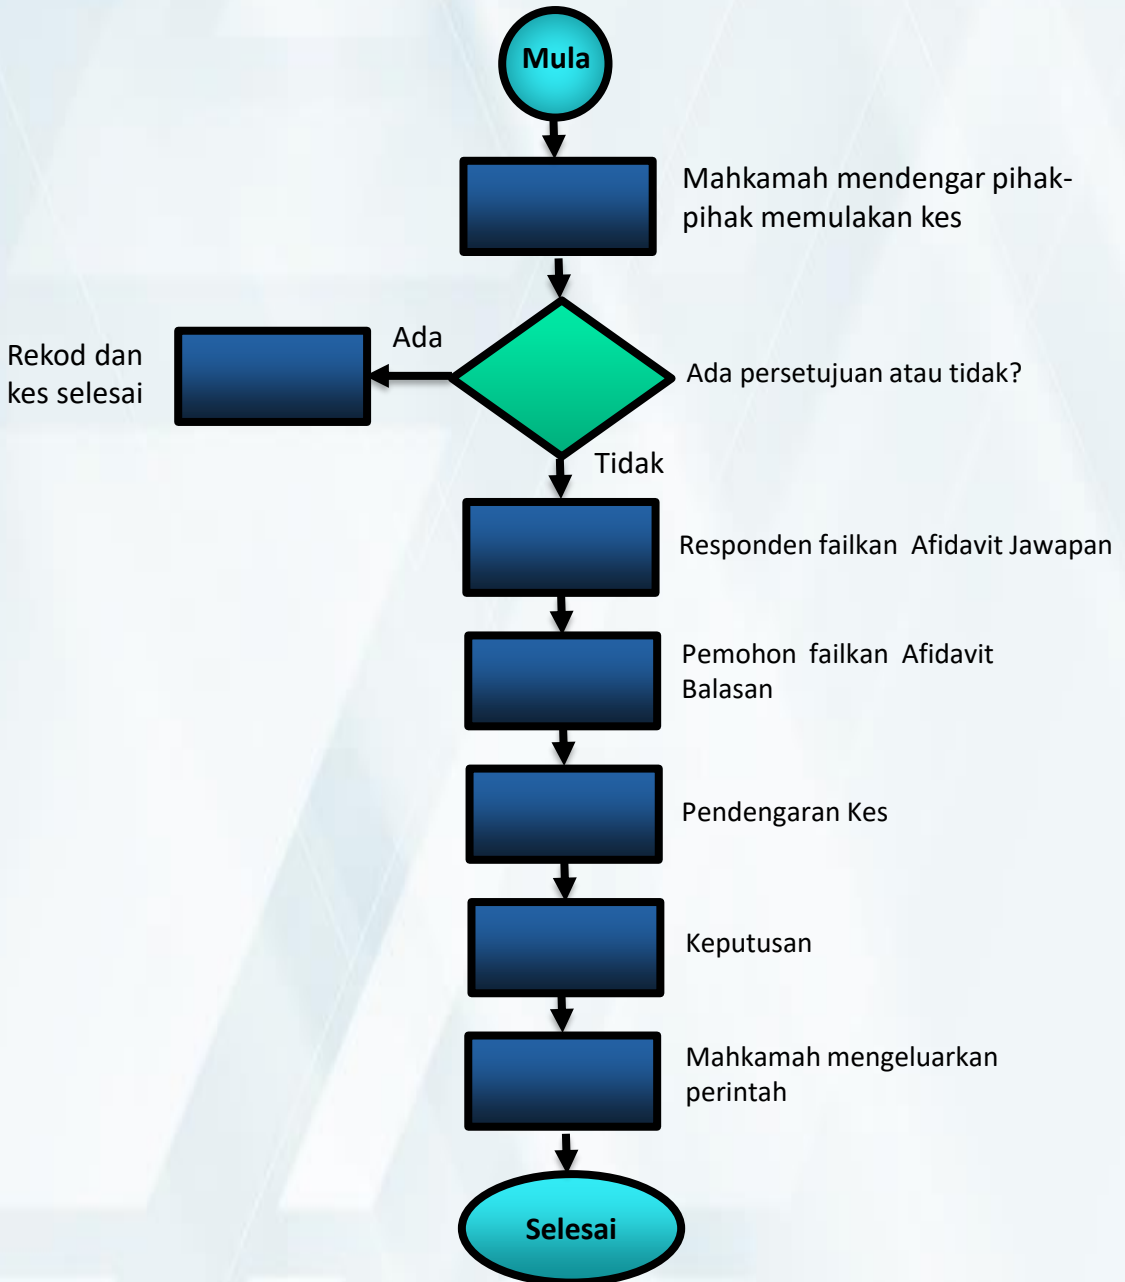 Mula
Mahkamah mendengar pihak-
pihak memulakan kes
Ada
Rekod dan
kes selesai
Ada persetujuan atau tidak?
Tidak
Responden failkan Afidavit Jawapan
Pemohon failkan Afidavit
Balasan
Pendengaran Kes
Keputusan
Mahkamah mengeluarkan
perintah
Selesai